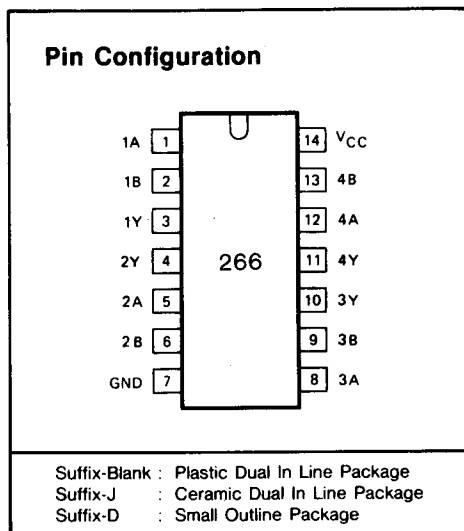 Pin Configuration
1A 1 14 VCC
1B 2 13 4B
1Y 3 12 4A
2Y 4 266 11 4Y
2A 5 10 3Y
2B 6 9 3B
GND 7 8 3A
Suffix-Blank : Plastic Dual In Line Package
Suffix-J : Ceramic Dual In Line Package
Suffix-D : Small Outline Package